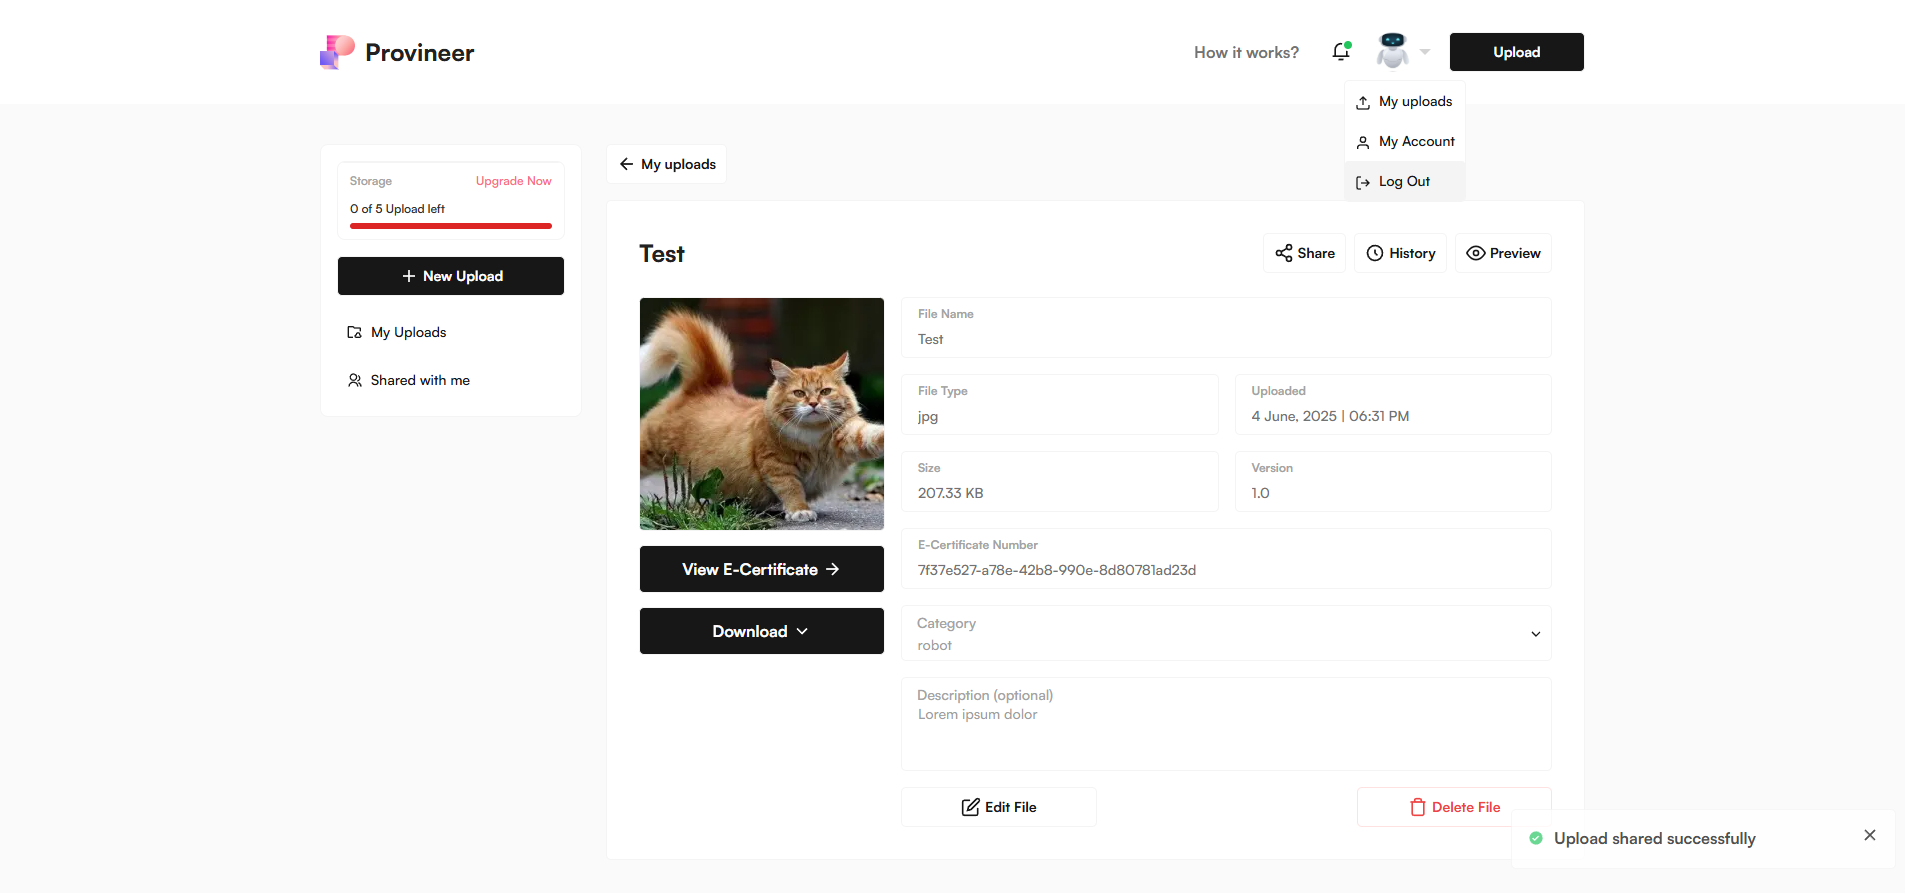 Provineer
How it works?
Upload
My uploads
My Account
Log Out
Storage
Upgrade Now
0 of 5 Upload left
New Upload
My Uploads
Shared with me
My uploads
Test
Share
History
Preview
View E-Certificate
Download
File Name
Test
File Type
jpg
Uploaded
4 June, 2025 | 06:31 PM
Size
207.33 KB
Version
1.0
E-Certificate Number
7f37e527-a78e-42b8-990e-8d80781ad23d
Category
robot
Description (optional)
Lorem ipsum dolor
Edit File
Delete File
Upload shared successfully